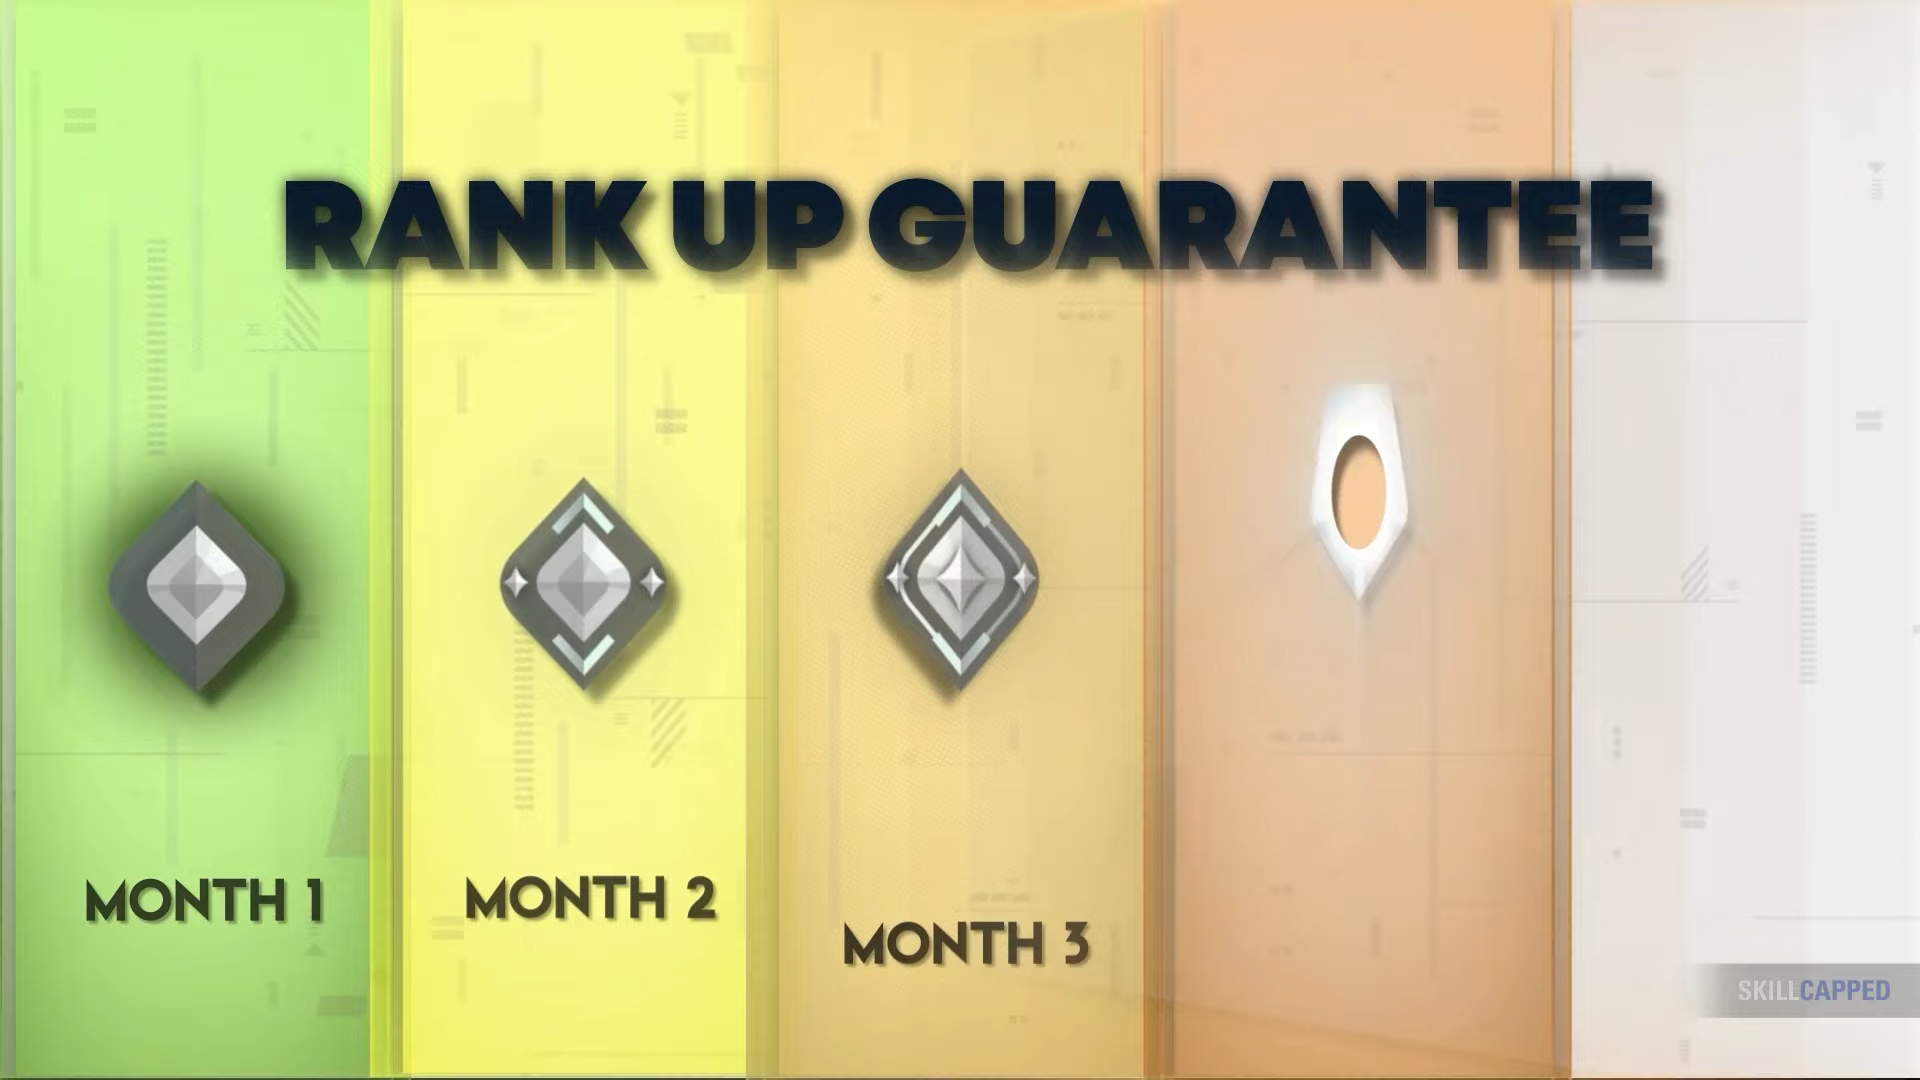 RANK UP GUARANTEE
MONTH 1
MONTH 2
MONTH 3
SKILLCAPPED